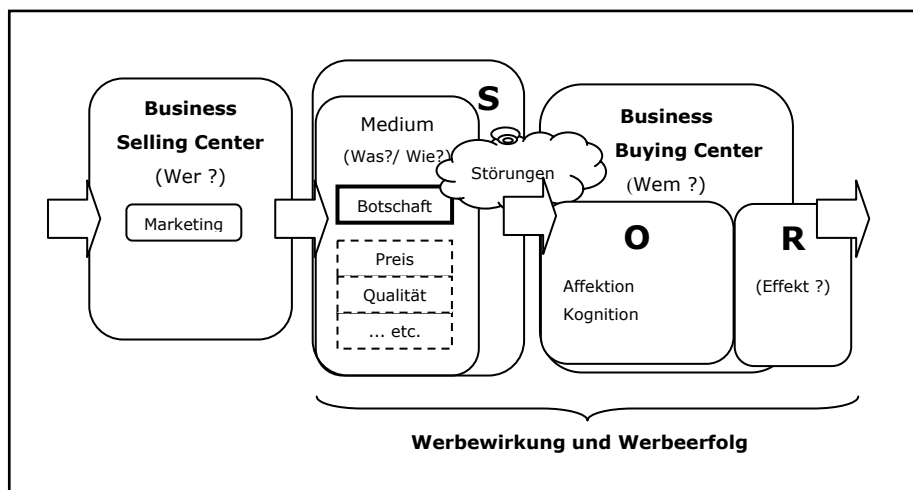 Business
Selling Center
(Wer ?)
Marketing
S
Medium
(Was?/ Wie?)
Botschaft
Preis
Qualität
... etc.
Störungen
Business
Buying Center
(Wem ?)
O
Affektion
Kognition
R
(Effekt ?)
Werbewirkung und Werbeerfolg